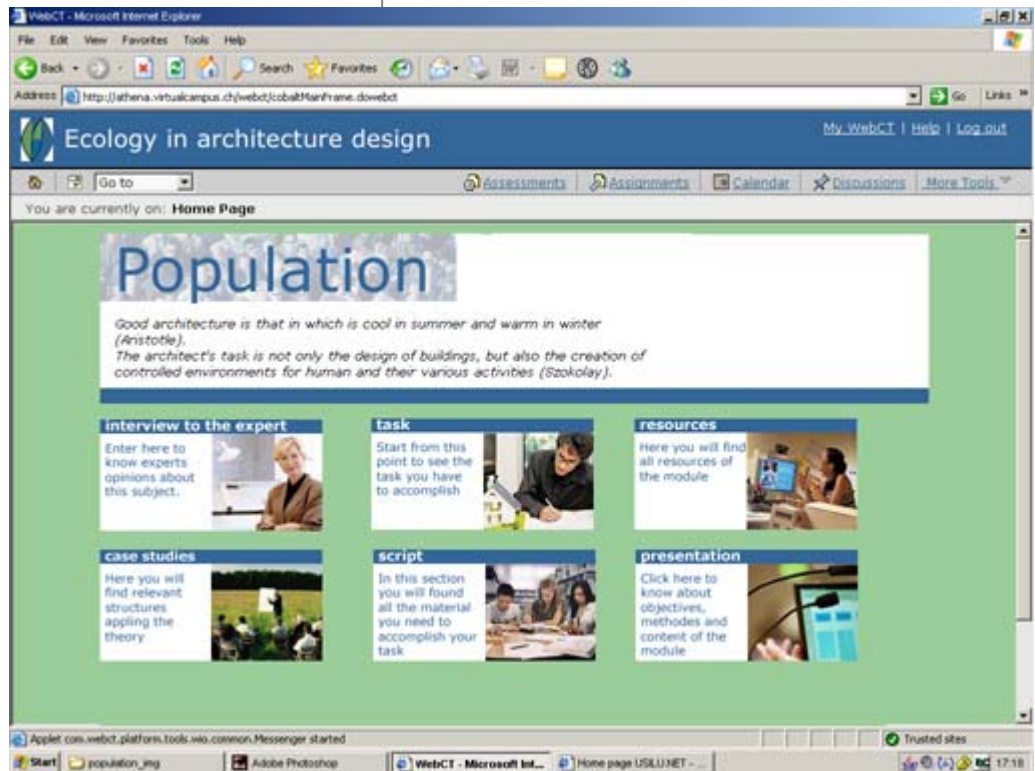 WebCT - Microsoft Internet Explorer
File Edit View Favorites Tools Help
Back Search Favorites
Address http://athena.virtualcampus.ch/webct/cobaltMainFrame.dowebct Go Links »
Ecology in architecture design
My WebCT | Help | Log out
Go to Assessments Assignments Calendar Discussions More Tools
You are currently on: Home Page
Population
Good architecture is that in which is cool in summer and warm in winter
(Aristotle).
The architect's task is not only the design of buildings, but also the creation of
controlled environments for human and their various activities (Szokolay).
interview to the expert
Enter here to
know experts
opinions about
this subject.
task
Start from this
point to see the
task you have
to accomplish
resources
Here you will find
all resources of
the module
case studies
Here you will
find relevant
structures
appling the
theory
script
In this section
you will found
all the material
you need to
accomplish your
task
presentation
Click here to
know about
objectives,
methodes and
content of the
module
Applet com.webct.platform.tools.wio.common.Messenger started Trusted sites
Start population_img Adobe Photoshop WebCT - Microsoft Int... Home page USILU.NET - ... 17:18